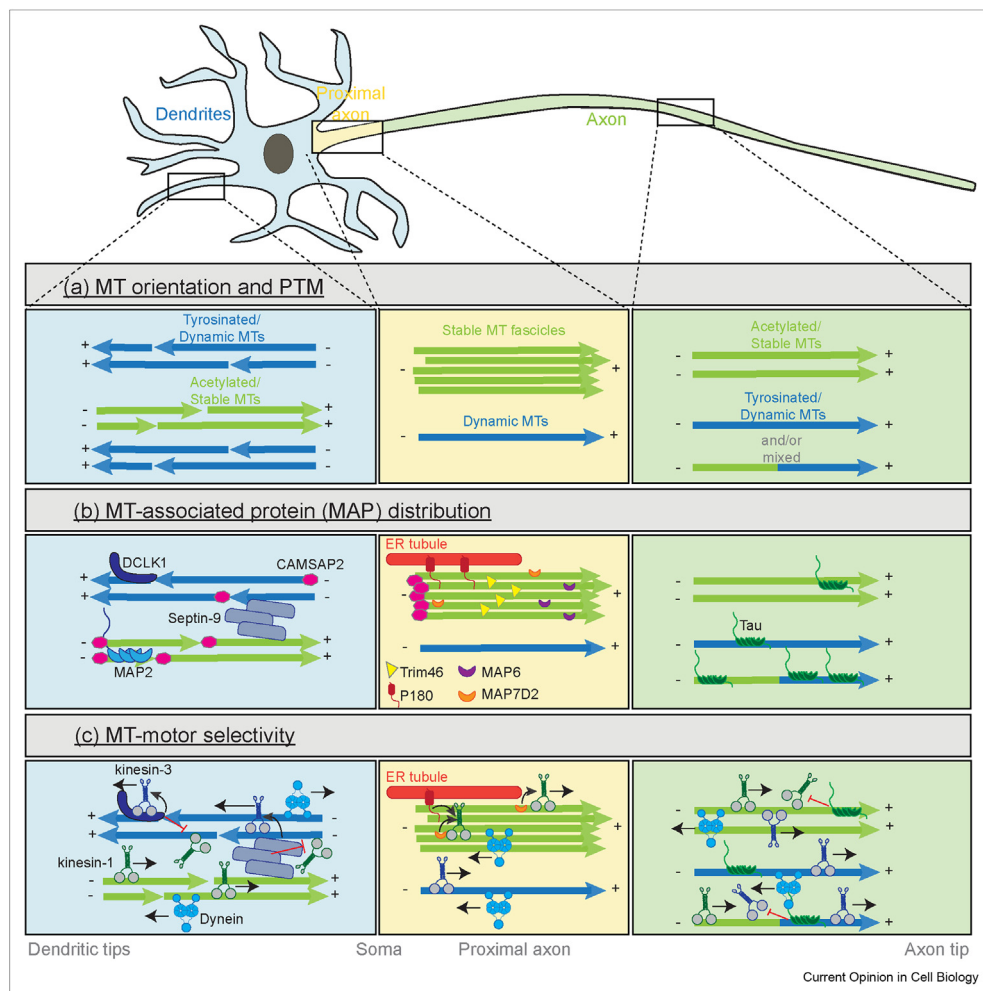 Proximal
axon
Dendrites
Axon
(a) MT orientation and PTM
Tyrosinated/
Dynamic MTs
+
-
+
-
Acetylated/
Stable MTs
-
+
-
+
+
-
+
-
Stable MT fascicles
-
+
Dynamic MTs
-
+
Acetylated/
Stable MTs
-
+
-
+
Tyrosinated/
Dynamic MTs
-
+
and/or
mixed
-
+
(b) MT-associated protein (MAP) distribution
DCLK1
CAMSAP2
+
-
+
-
Septin-9
-
+
-
+
MAP2
ER tubule
-
+
-
+
Trim46
MAP6
P180
MAP7D2
-
+
-
+
Tau
-
+
-
+
(c) MT-motor selectivity
kinesin-3
+
-
+
-
kinesin-1
-
+
-
+
Dynein
ER tubule
-
+
-
+
-
+
-
+
-
+
-
+
Dendritic tips
Soma
Proximal axon
Axon tip
Current Opinion in Cell Biology